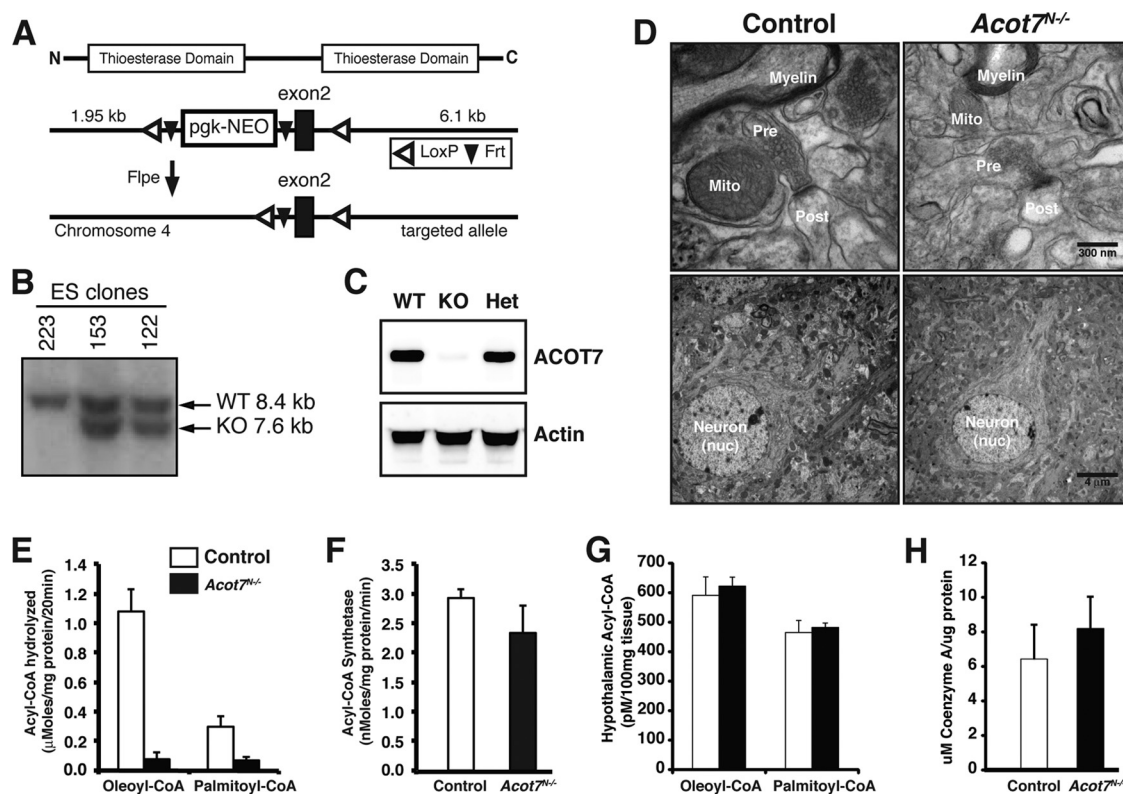 A
N
Thioesterase Domain
Thioesterase Domain
C
1.95 kb
pgk-NEO
exon2
6.1 kb
LoxP
Frt
Flpe
exon2
Chromosome 4
targeted allele
B
ES clones
223
153
122
WT 8.4 kb
KO 7.6 kb
C
WT KO Het
ACOT7
Actin
D
Control
Acot7N-/-
Myelin
Pre
Mito
Post
Myelin
Mito
Pre
Post
300 nm
Neuron
(nuc)
Neuron
(nuc)
4 μm
E
Control
Acot7N-/-
Acyl-CoA hydrolyzed
(μMoles/mg protein/20min)
1.4
1.2
1.0
0.8
0.6
0.4
0.2
0.0
Oleoyl-CoA Palmitoyl-CoA
F
Acyl-CoA Synthetase
(nMoles/mg protein/min)
3.5
3.0
2.5
2.0
1.5
1.0
0.5
0.0
Control Acot7N-/-
G
Hypothalamic Acyl-CoA
(pM/100mg tissue)
700
600
500
400
300
200
100
0
Oleoyl-CoA Palmitoyl-CoA
H
uM Coenzyme A/ug protein
12
10
8
6
4
2
0
Control Acot7N-/-